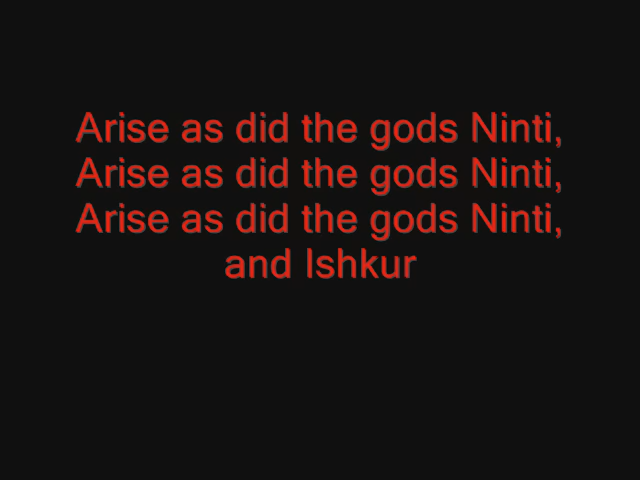 Arise as did the gods Ninti,
Arise as did the gods Ninti,
Arise as did the gods Ninti,
and Ishkur